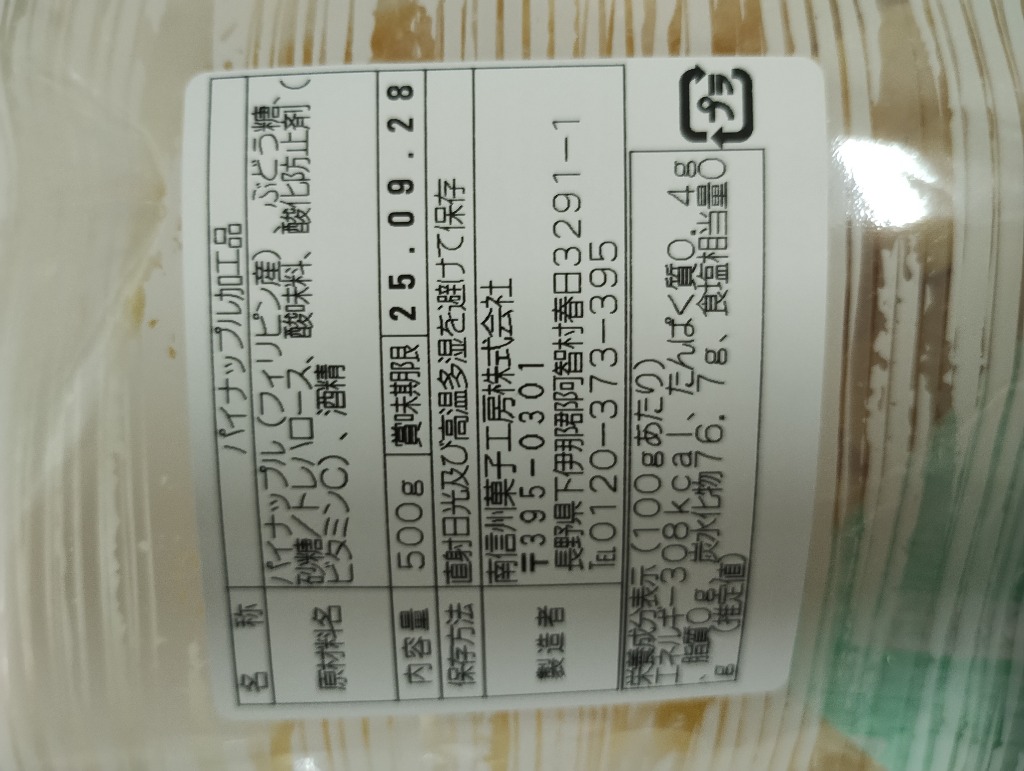 名 称 パイナップル加工品
原材料名 パイナップル（フィリピン産）、ぶどう糖、
砂糖／トレハロース、酸味料、酸化防止剤（
ビタミンC）、酒精
内容量 500g 賞味期限 25.09.28
保存方法 直射日光及び高温多湿を避けて保存
製造者 南信州菓子工房株式会社
〒395-0301
長野県下伊那郡阿智村春日3291-1
℡0120-373-395
栄養成分表示（100gあたり）
エネルギー308kcal、たんぱく質0.4g
、脂質0g、炭水化物76.7g、食塩相当量0
g （推定値）
プラ